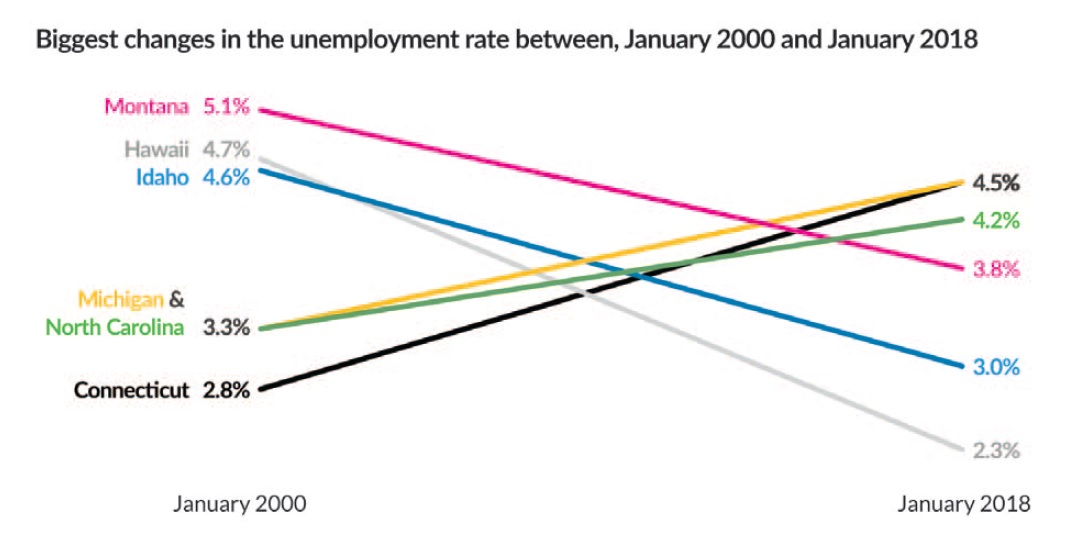 Biggest changes in the unemployment rate between, January 2000 and January 2018
Montana 5.1%
Hawaii 4.7%
Idaho 4.6%
4.5%
4.2%
3.8%
Michigan &
North Carolina 3.3%
3.0%
Connecticut 2.8%
2.3%
January 2000
January 2018